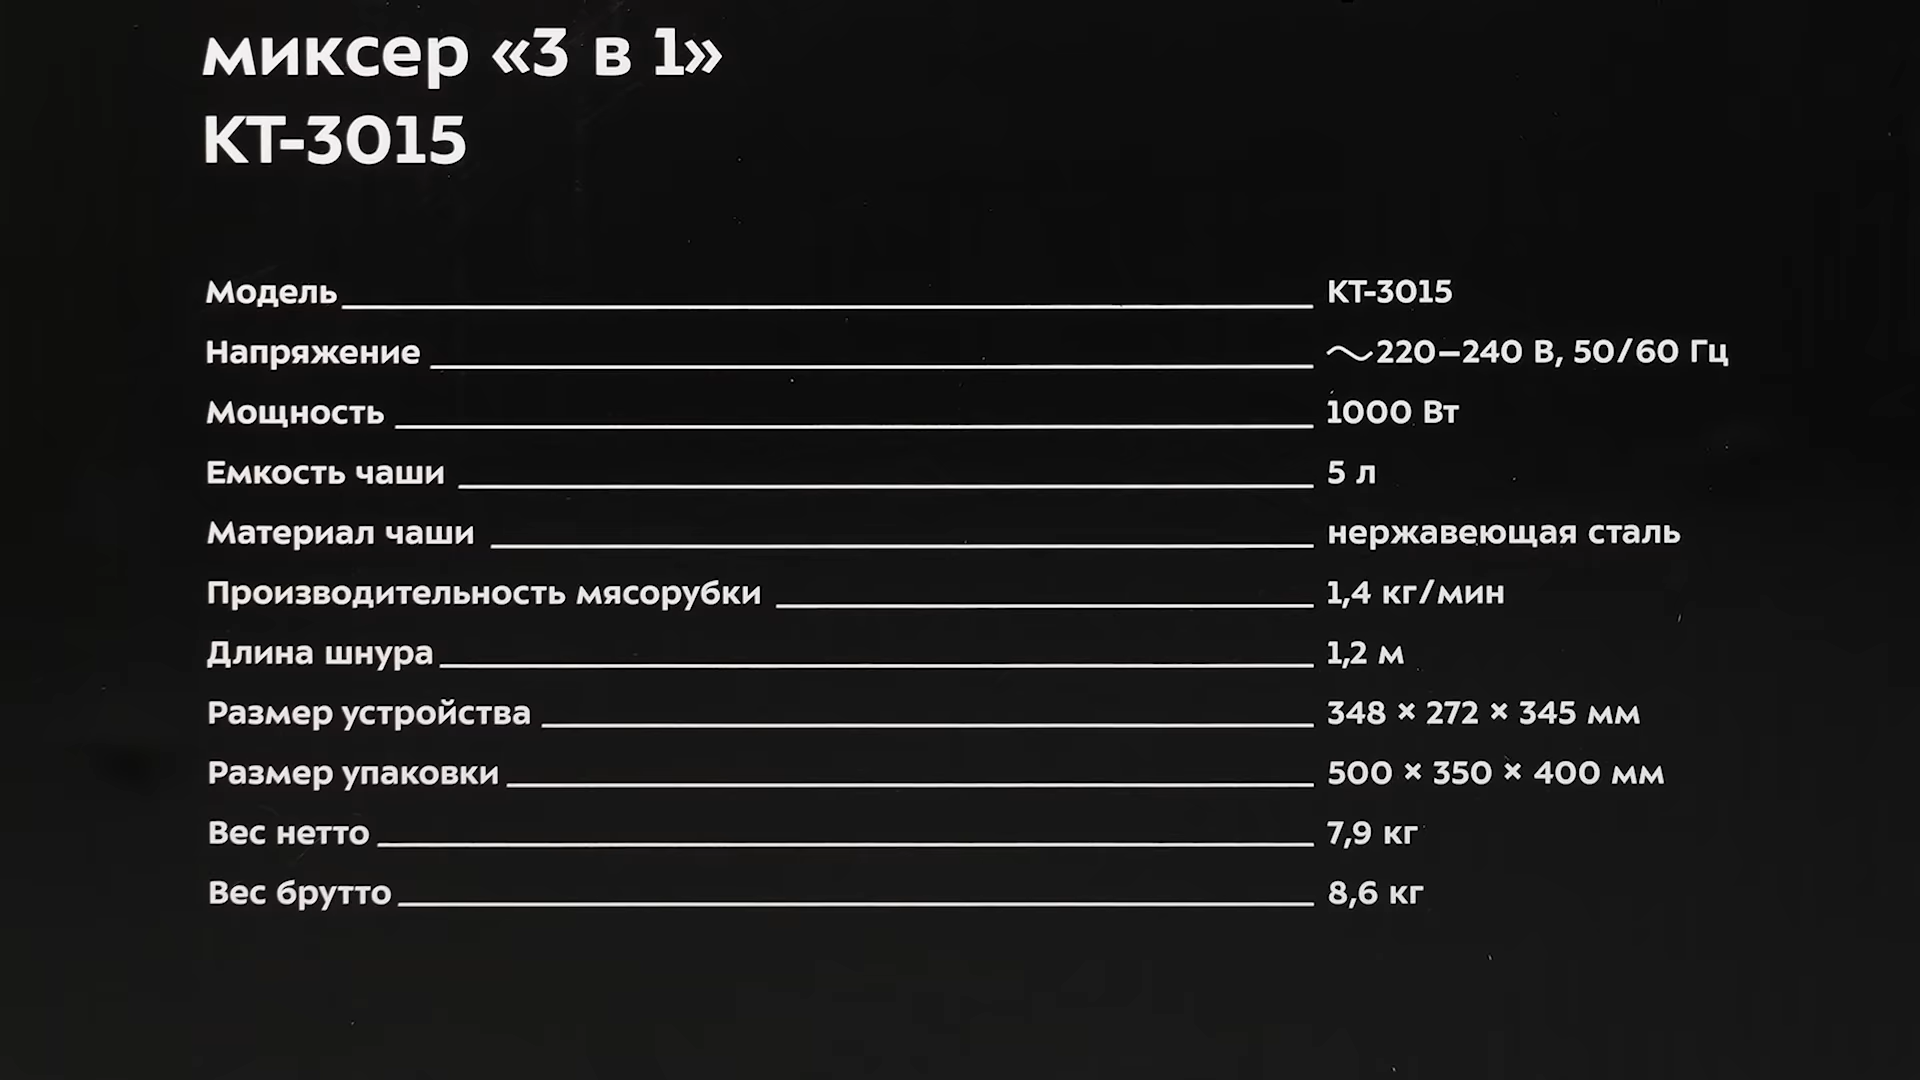 миксер «3 в 1»
КТ-3015
Модель КТ-3015
Напряжение ~220–240 В, 50/60 Гц
Мощность 1000 Вт
Емкость чаши 5 л
Материал чаши нержавеющая сталь
Производительность мясорубки 1,4 кг/мин
Длина шнура 1,2 м
Размер устройства 348 × 272 × 345 мм
Размер упаковки 500 × 350 × 400 мм
Вес нетто 7,9 кг
Вес брутто 8,6 кг